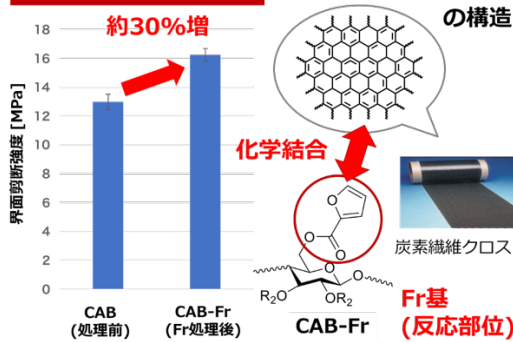 の構造
約30%増
18
16
14
12
10
8
6
4
2
0
界面剪断強度 [MPa]
CAB
(処理前)
CAB-Fr
(Fr処理後)
化学結合
O
O
O
O
O
O
R₂O
OR₂
CAB-Fr
炭素繊維クロス
Fr基
(反応部位)